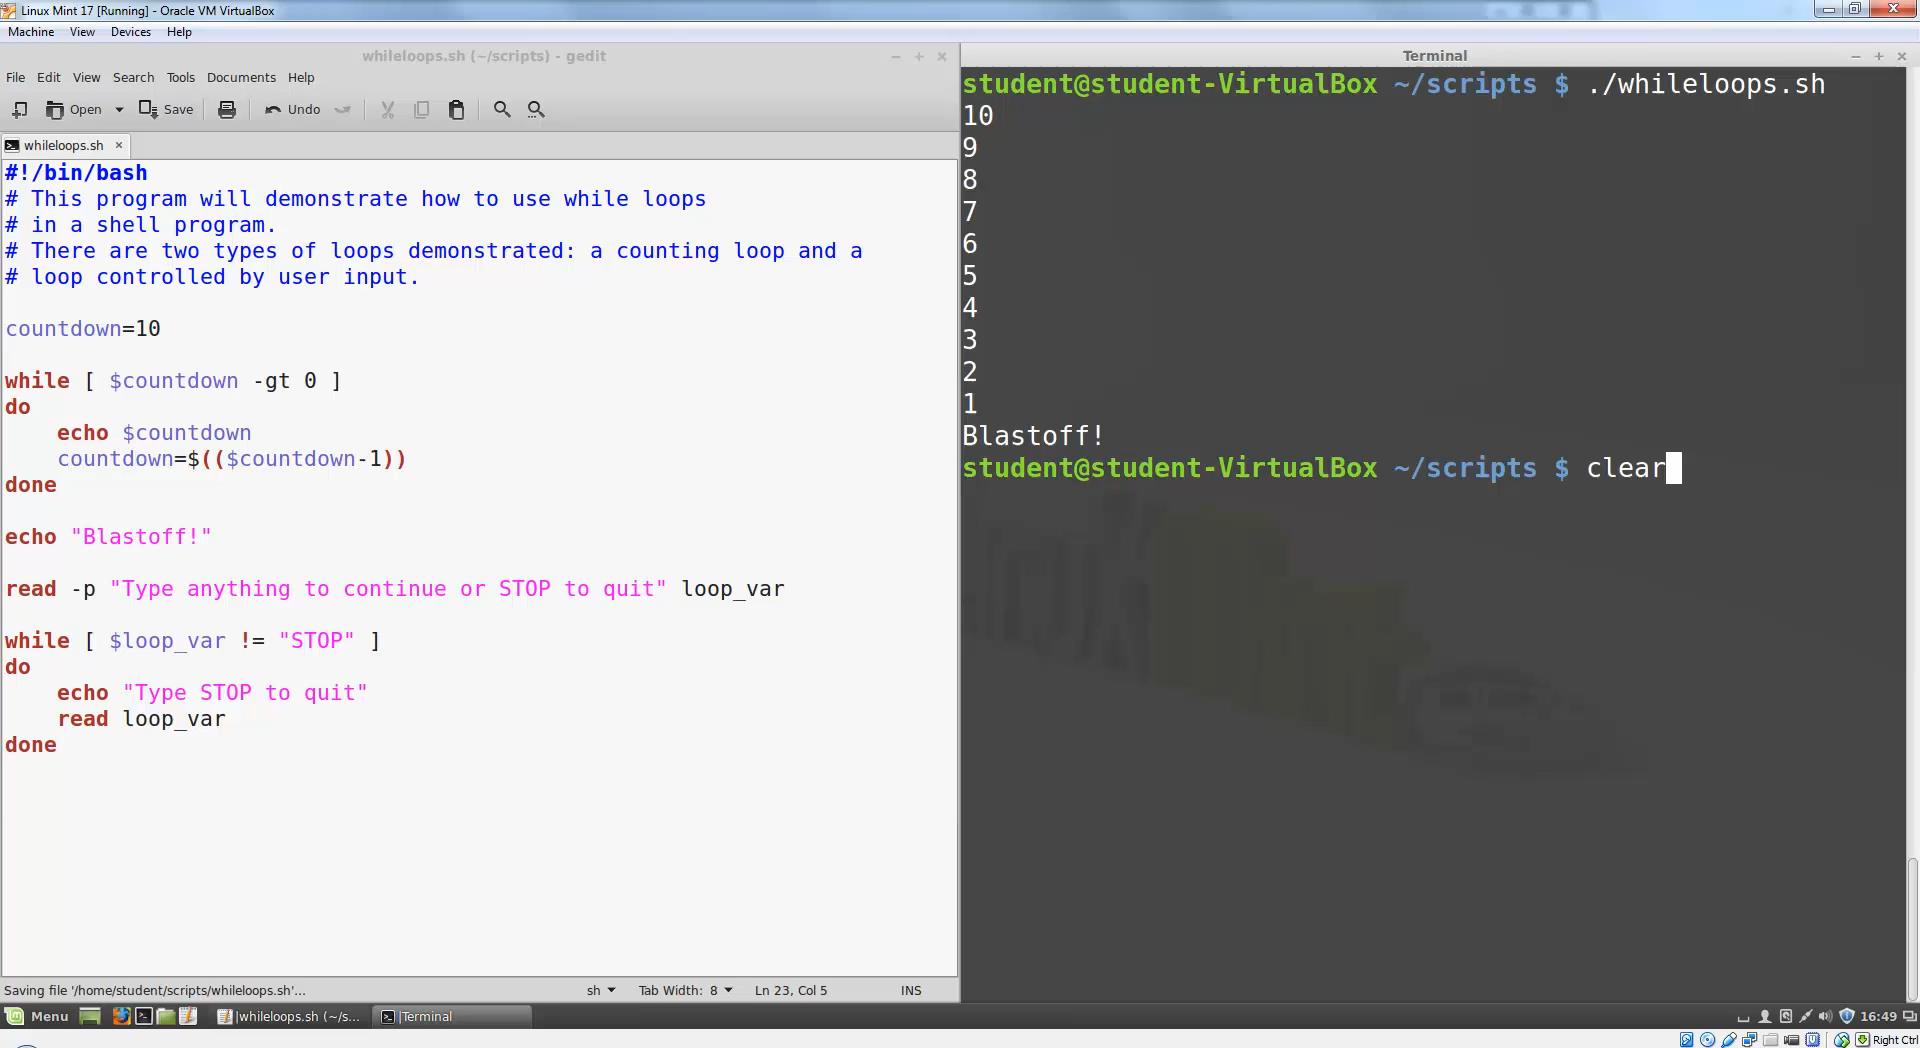 Linux Mint 17 [Running] - Oracle VM VirtualBox
Machine View Devices Help
whileloops.sh (~/scripts) - gedit
File Edit View Search Tools Documents Help
Open Save Undo
whileloops.sh
#!/bin/bash
# This program will demonstrate how to use while loops
# in a shell program.
# There are two types of loops demonstrated: a counting loop and a
# loop controlled by user input.
countdown=10
while [ $countdown -gt 0 ]
do
    echo $countdown
    countdown=$(($countdown-1))
done
echo "Blastoff!"
read -p "Type anything to continue or STOP to quit" loop_var
while [ $loop_var != "STOP" ]
do
    echo "Type STOP to quit"
    read loop_var
done
Saving file '/home/student/scripts/whileloops.sh'... sh Tab Width: 8 Ln 23, Col 5 INS
Terminal
student@student-VirtualBox ~/scripts $ ./whileloops.sh
10
9
8
7
6
5
4
3
2
1
Blastoff!
student@student-VirtualBox ~/scripts $ clear
Menu whileloops.sh (~/s... Terminal 16:49
Right Ctrl